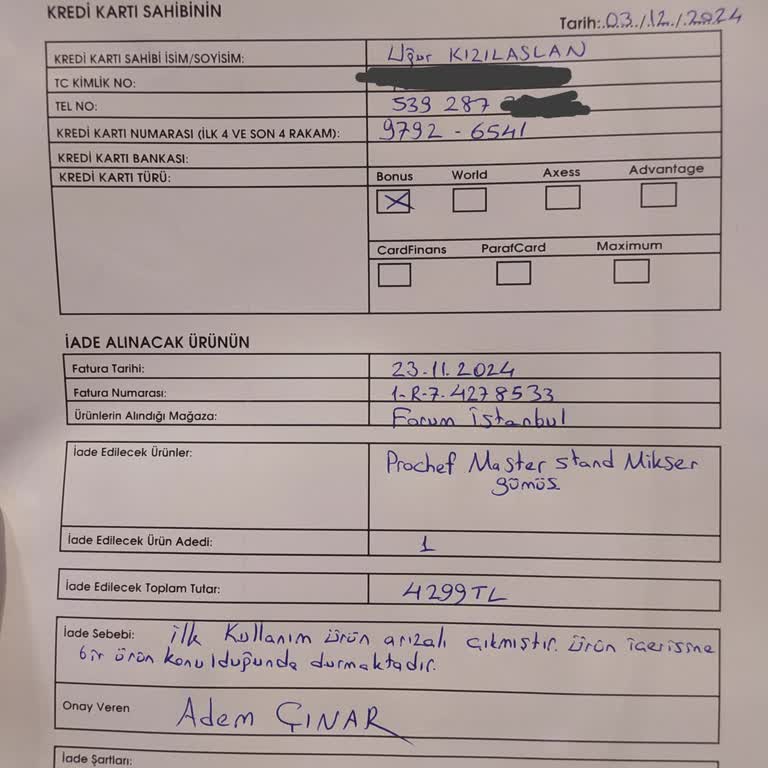 KREDİ KARTI SAHİBİNİN
Tarih:.03../.12../.2024
KREDİ KARTI SAHİBİ İSİM/SOYİSİM: Uğur KIZILASLAN
TC KİMLİK NO:
TEL NO: 539 287
KREDİ KARTI NUMARASI (İLK 4 VE SON 4 RAKAM): 9792 - 6541
KREDİ KARTI BANKASI:
KREDİ KARTI TÜRÜ: Bonus World Axess Advantage
CardFinans ParafCard Maximum
İADE ALINACAK ÜRÜNÜN
Fatura Tarihi: 23.11.2024
Fatura Numarası: 1-R-7-4278533
Ürünlerin Alındığı Mağaza: Forum İstanbul
İade Edilecek Ürünler: Prochef Master stand Mikser
gümüş
İade Edilecek Ürün Adedi: 1
İade Edilecek Toplam Tutar: 4299 TL
İade Sebebi: ilk kullanım ürün arızalı çıkmıştır. ürün içerisine
bir ürün konulduğunda durmaktadır.
Onay Veren Adem ÇINAR
İade Şartları: